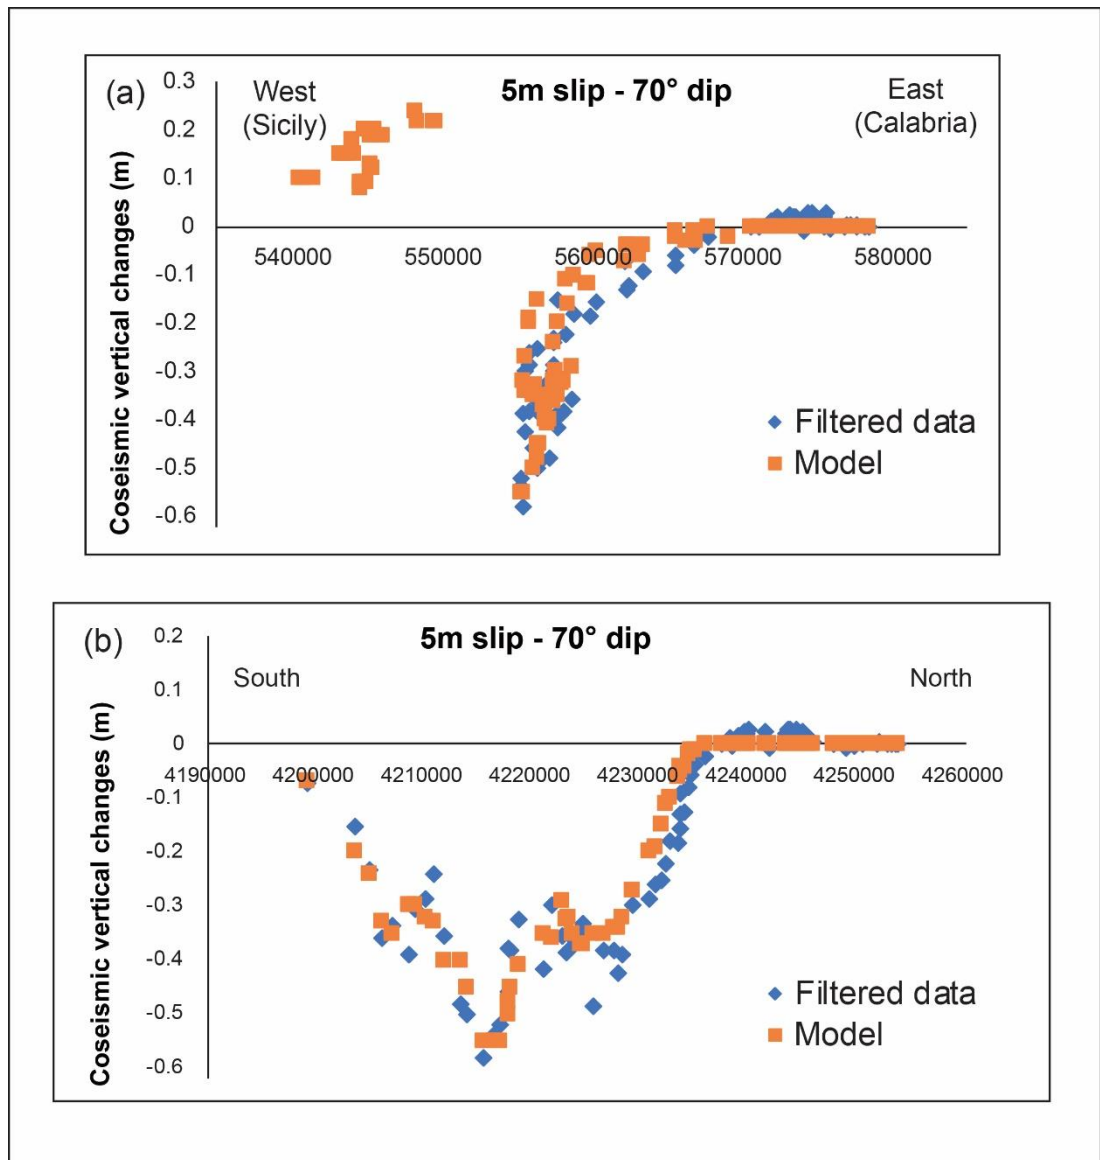 (a)
5m slip - 70° dip
West
(Sicily)
East
(Calabria)
Coseismic vertical changes (m)
0.3
0.2
0.1
0
-0.1
-0.2
-0.3
-0.4
-0.5
-0.6
540000 550000 560000 570000 580000
Filtered data
Model
(b)
5m slip - 70° dip
South
North
Coseismic vertical changes (m)
0.2
0.1
0
-0.1
-0.2
-0.3
-0.4
-0.5
-0.6
4190000 4200000 4210000 4220000 4230000 4240000 4250000 4260000
Filtered data
Model